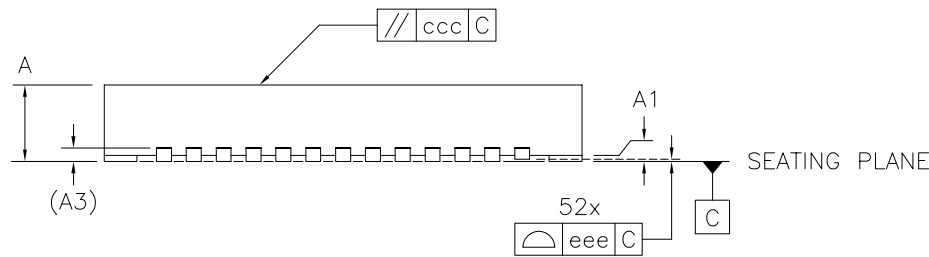 // ccc C
A
A1
SEATING PLANE
(A3)
52x
C
⌓ eee C